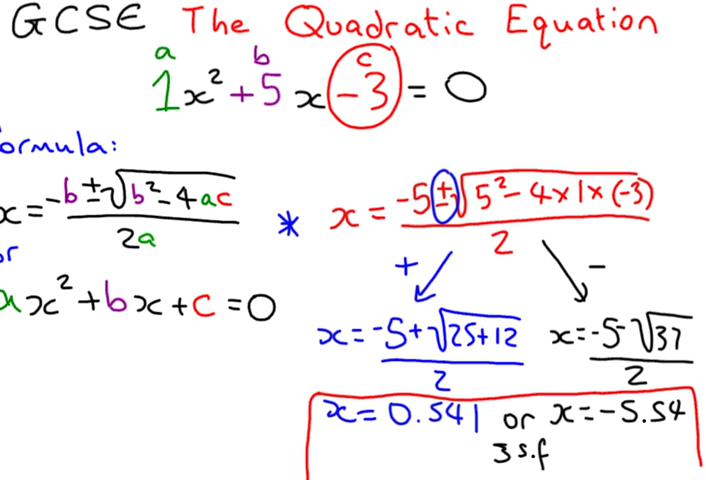 GCSE The Quadratic Equation
a b c
1x² + 5x - 3 = 0
ormula:
x = -b ± √b² - 4ac / 2a
or
ax² + bx + c = 0
* x = -5 ± √5² - 4 x 1 x (-3) / 2
+ -
x = -5 + √25 + 12 / 2
x = -5 - √37 / 2
x = 0.541 or x = -5.54
3 s.f